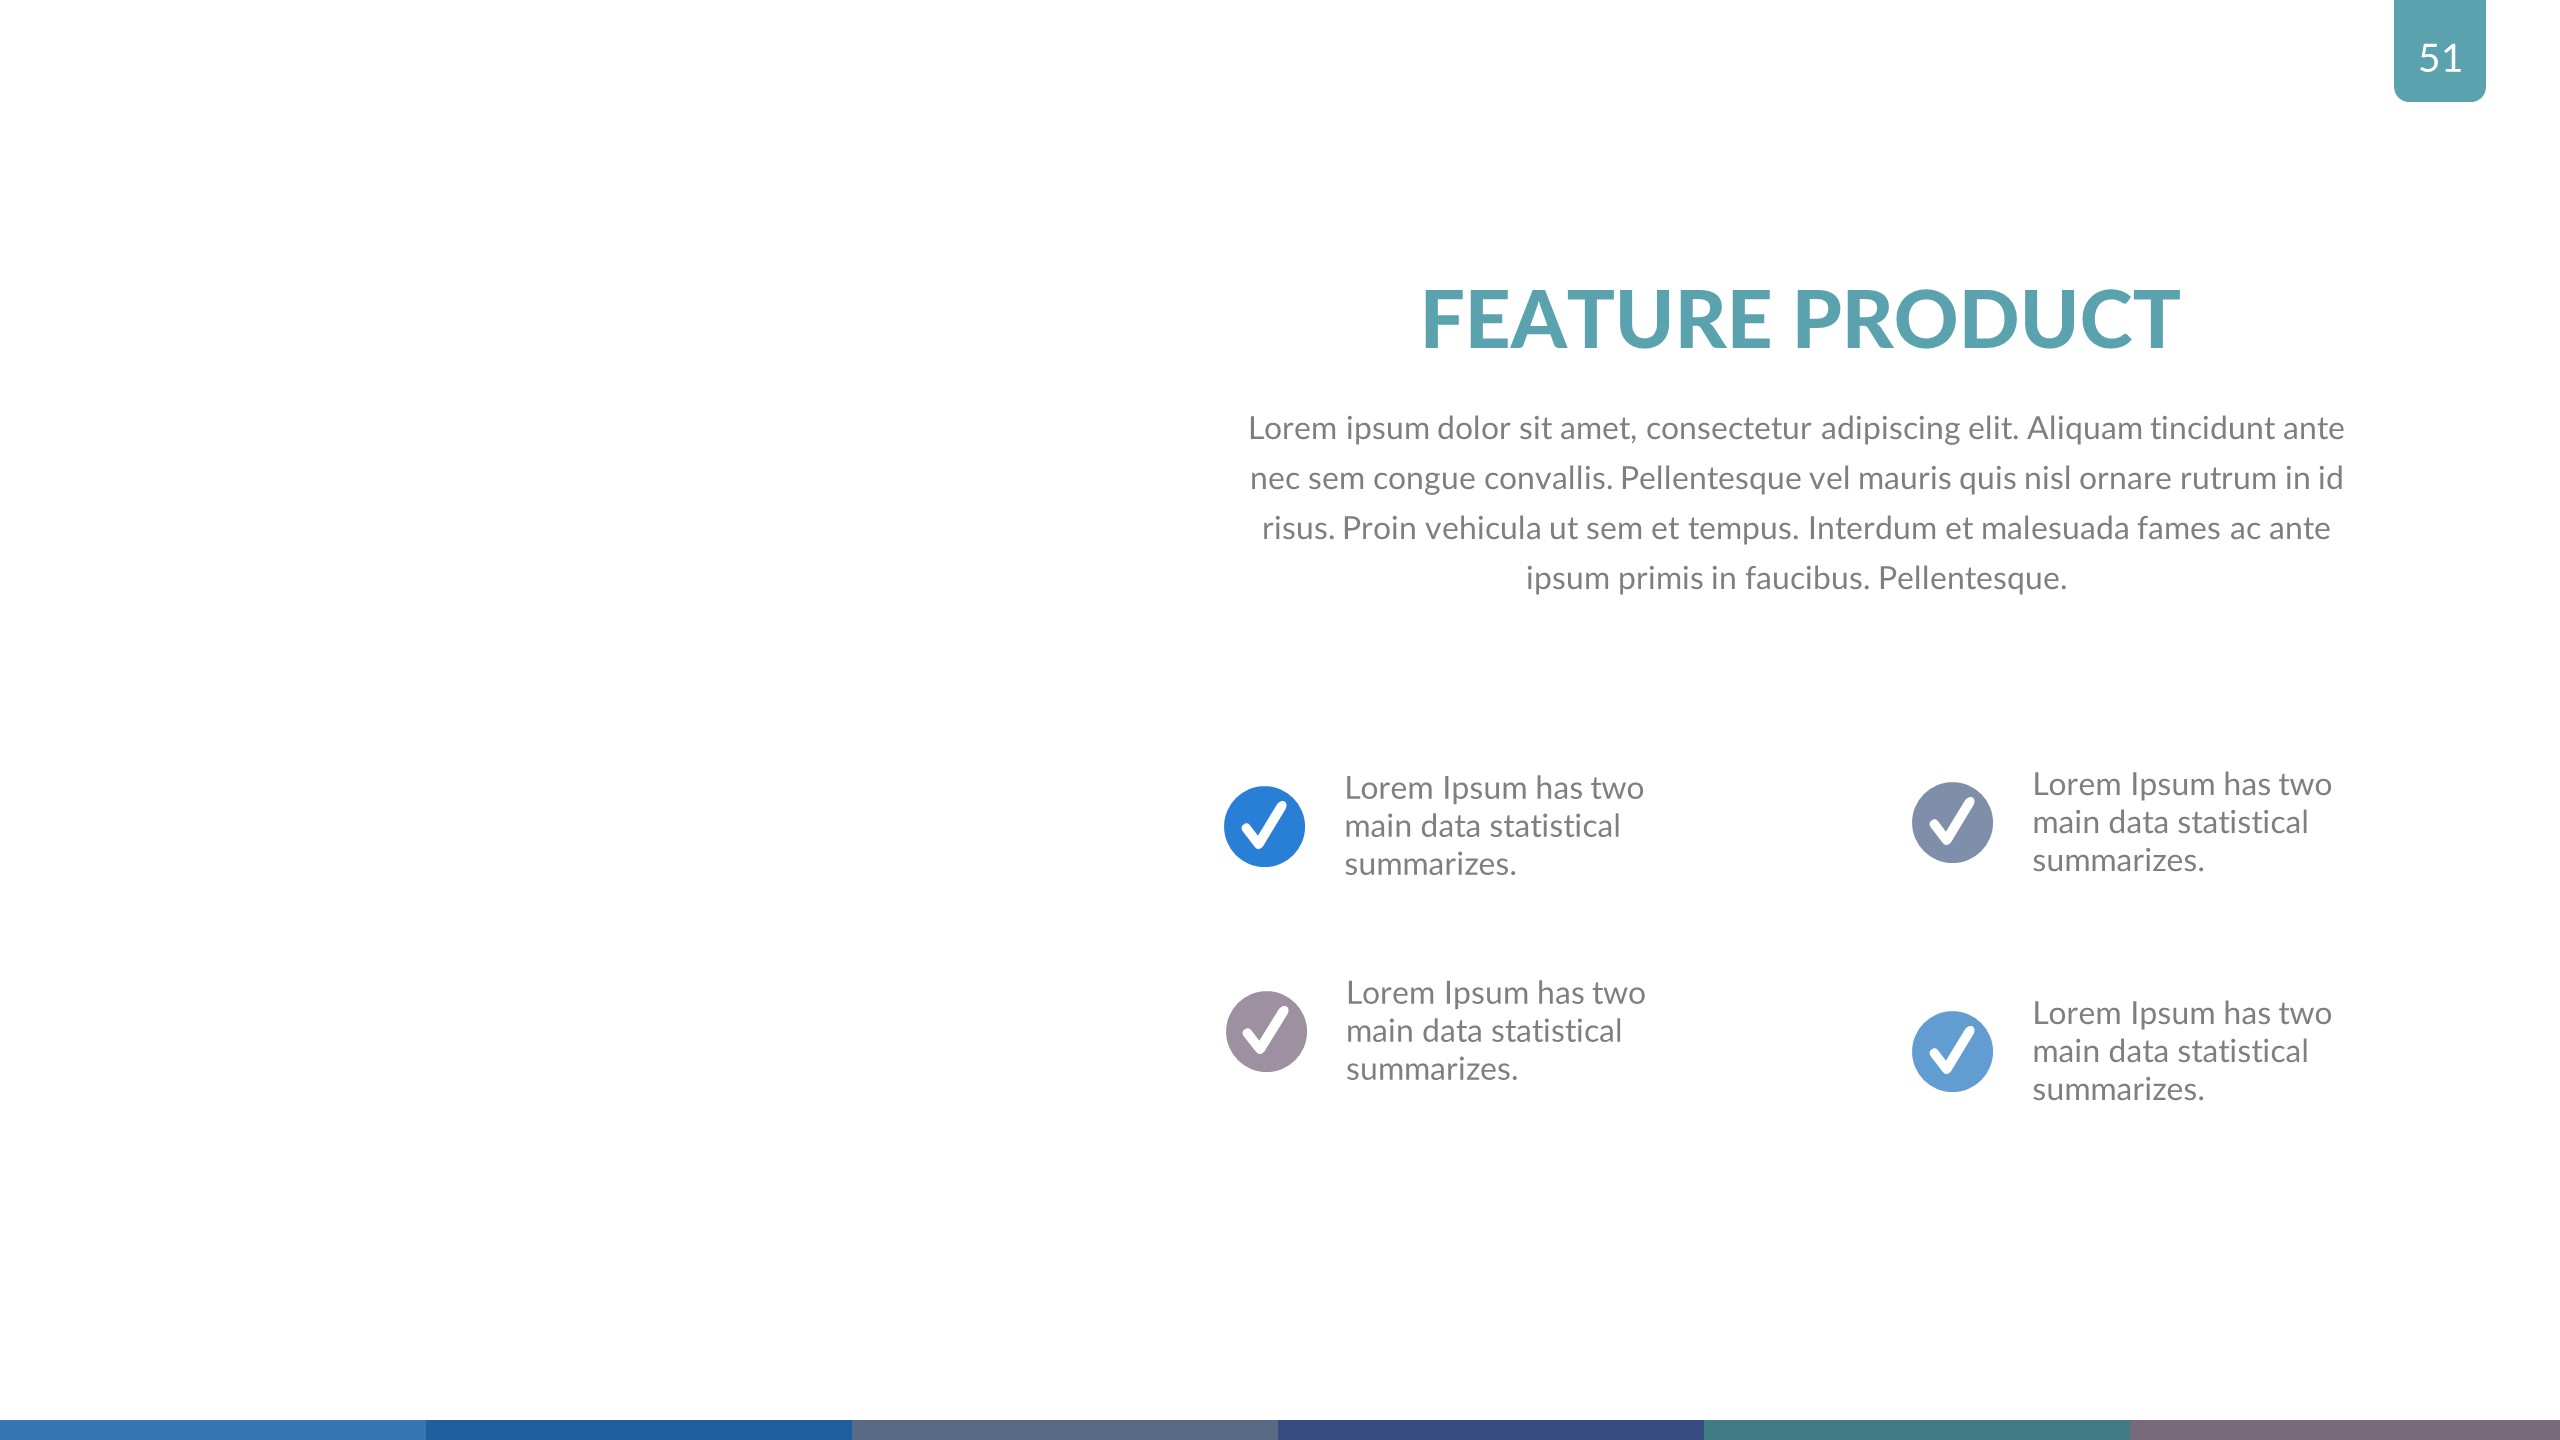 51
FEATURE PRODUCT
Lorem ipsum dolor sit amet, consectetur adipiscing elit. Aliquam tincidunt ante
nec sem congue convallis. Pellentesque vel mauris quis nisl ornare rutrum in id
risus. Proin vehicula ut sem et tempus. Interdum et malesuada fames ac ante
ipsum primis in faucibus. Pellentesque.
Lorem Ipsum has two
main data statistical
summarizes.
Lorem Ipsum has two
main data statistical
summarizes.
Lorem Ipsum has two
main data statistical
summarizes.
Lorem Ipsum has two
main data statistical
summarizes.